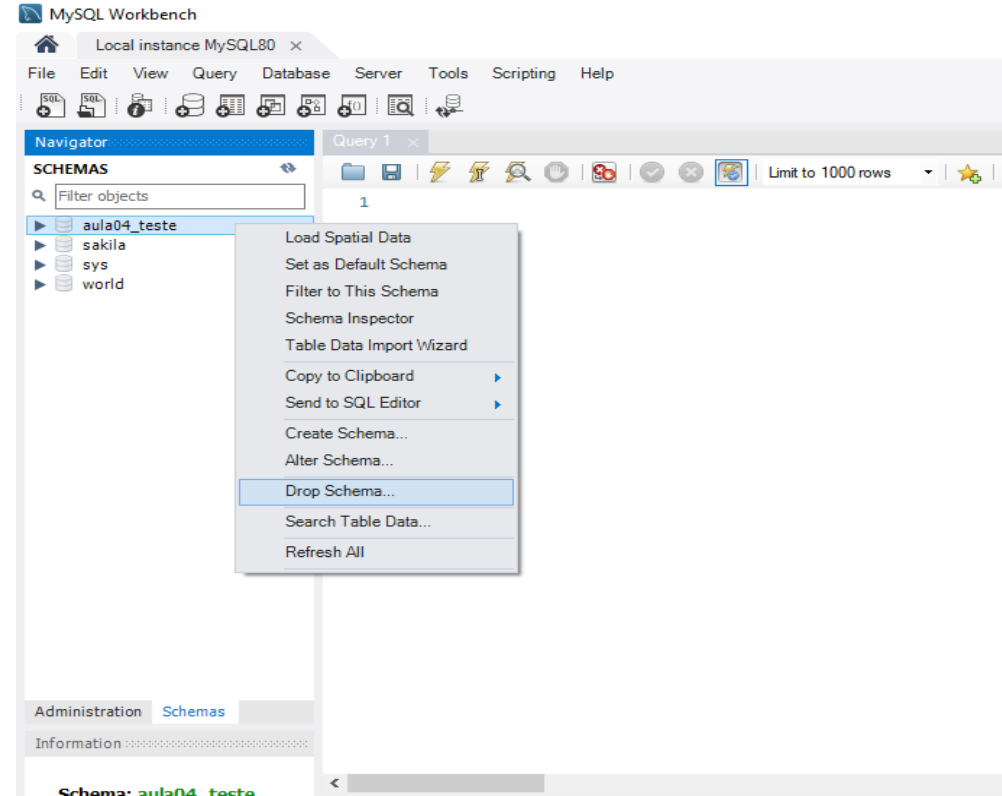 MySQL Workbench
Local instance MySQL80
File Edit View Query Database Server Tools Scripting Help
Navigator
SCHEMAS
Filter objects
aula04_teste
sakila
sys
world
Query 1
Limit to 1000 rows
1
Load Spatial Data
Set as Default Schema
Filter to This Schema
Schema Inspector
Table Data Import Wizard
Copy to Clipboard
Send to SQL Editor
Create Schema...
Alter Schema...
Drop Schema...
Search Table Data...
Refresh All
Administration Schemas
Information
Schema: aula04_teste